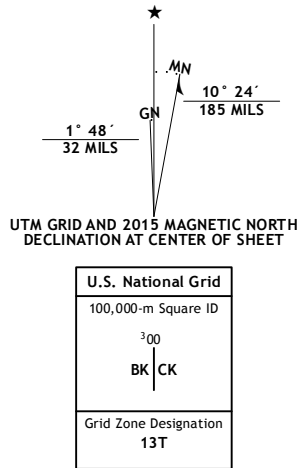 ★
MN
GN
10° 24´
185 MILS
1° 48´
32 MILS
UTM GRID AND 2015 MAGNETIC NORTH
DECLINATION AT CENTER OF SHEET
U.S. National Grid
100,000-m Square ID
³00
BK CK
Grid Zone Designation
13T